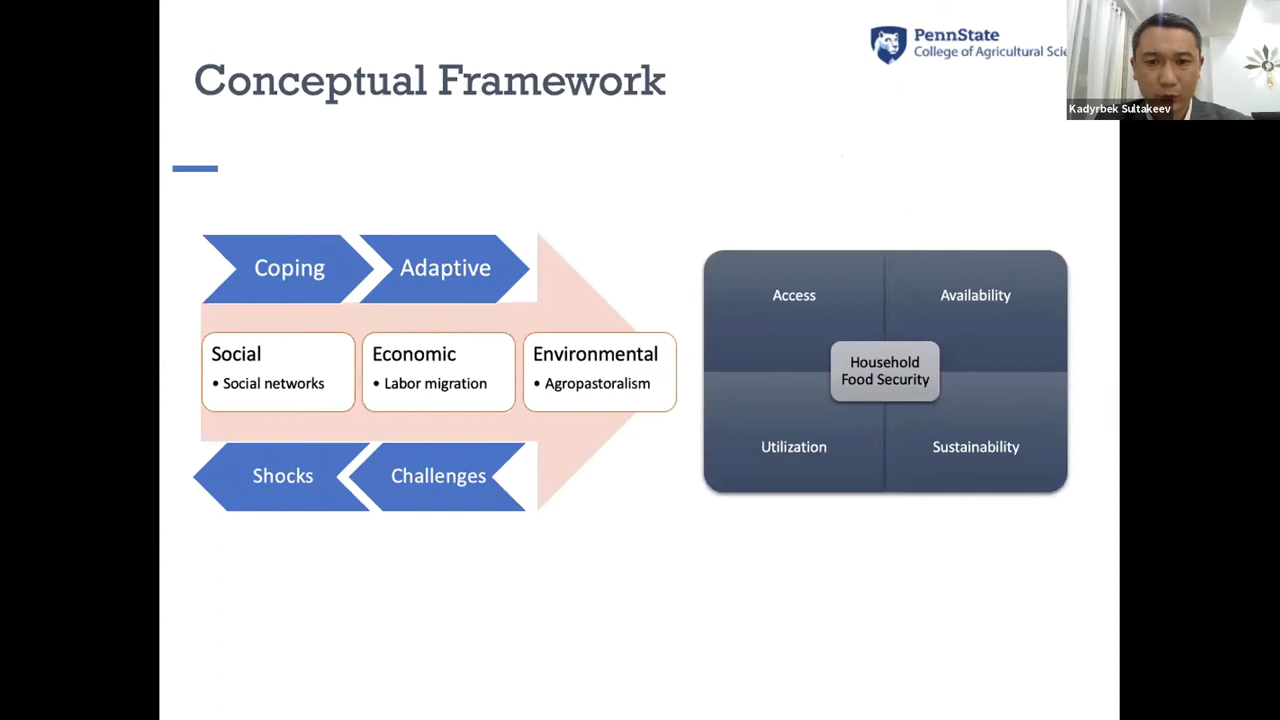 PennState
College of Agricultural Scie
Kadyrbek Sultakeev
Conceptual Framework
Coping
Adaptive
Social
• Social networks
Economic
• Labor migration
Environmental
• Agropastoralism
Shocks
Challenges
Access
Availability
Household
Food Security
Utilization
Sustainability